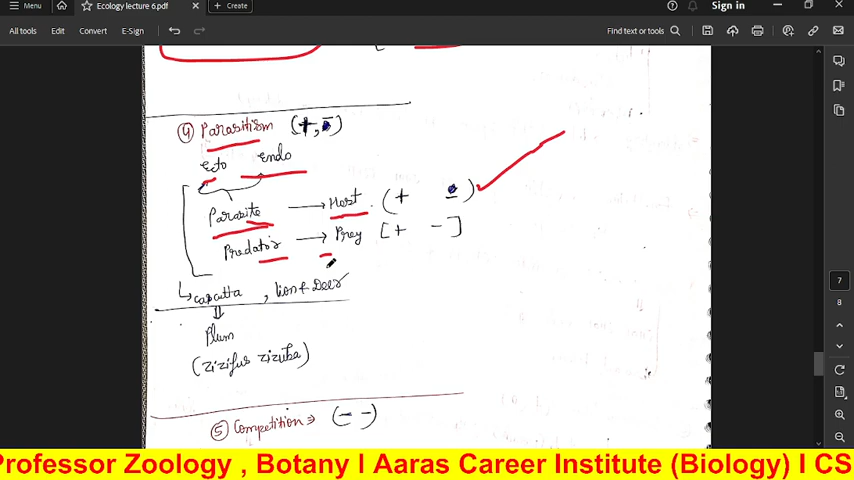 Menu
Ecology lecture 6.pdf
Create
Sign in
All tools
Edit
Convert
E-Sign
Find text or tools
④ Parasitism (+, -)
Ecto Endo
Parasite → Host (+ -)
Predator → Prey [+ -]
↳ , lion & Deer
⇓
Plum
(Zizifus zizuba)
⑤ Competition ⇒ (- -)
7
8
Professor Zoology , Botany I Aaras Career Institute (Biology) I CS